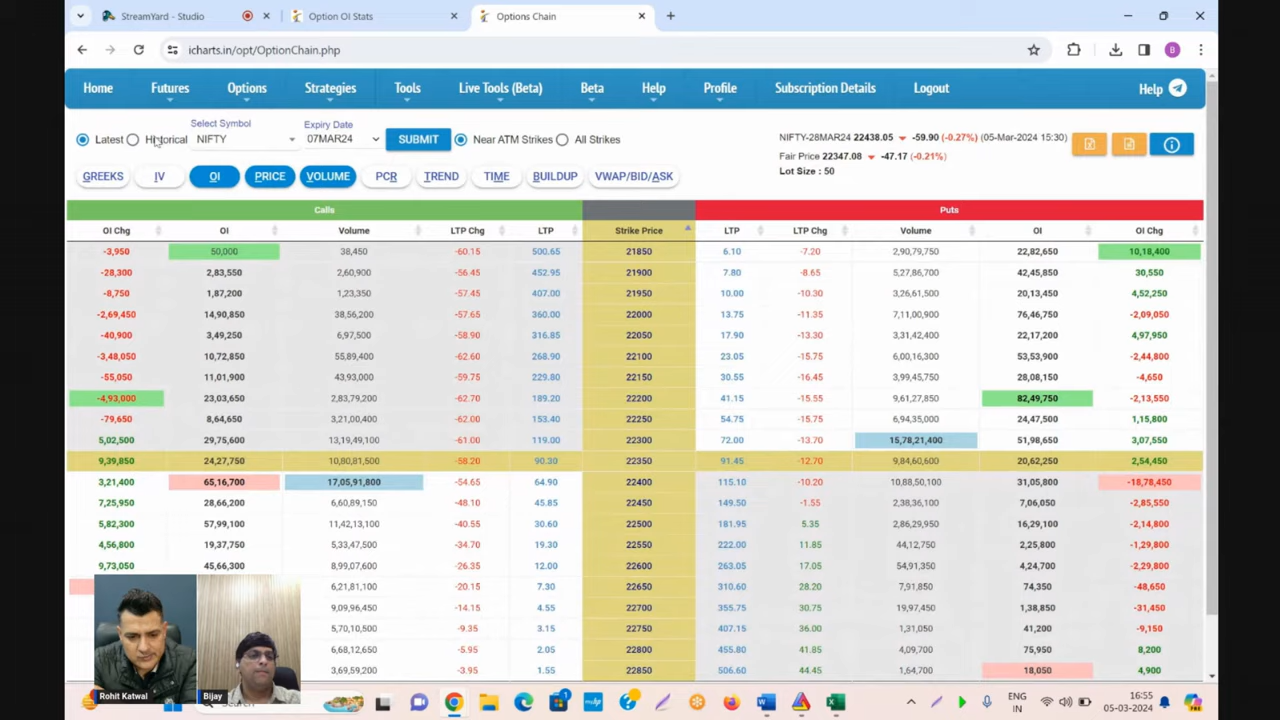 StreamYard - Studio
Option OI Stats
Options Chain
icharts.in/opt/OptionChain.php
B
Home Futures Options Strategies Tools Live Tools (Beta) Beta Help Profile Subscription Details Logout Help
Select Symbol Expiry Date
Latest Historical NIFTY 07MAR24 SUBMIT Near ATM Strikes All Strikes
NIFTY-28MAR24 22438.05 -59.90 (-0.27%) (05-Mar-2024 15:30)
Fair Price 22347.08 -47.17 (-0.21%)
Lot Size : 50
GREEKS IV OI PRICE VOLUME PCR TREND TIME BUILDUP VWAP/BID/ASK
Calls Puts
OI Chg OI Volume LTP Chg LTP Strike Price LTP LTP Chg Volume OI OI Chg
-3,950 50,000 38,450 -60.15 500.65 21850 6.10 -7.20 2,90,79,750 22,82,650 10,18,400
-28,300 2,83,550 2,60,900 -56.45 452.95 21900 7.80 -8.65 5,27,86,700 42,45,850 30,550
-8,750 1,87,200 1,23,350 -57.45 407.00 21950 10.00 -10.30 3,26,61,500 20,13,450 4,52,250
-2,69,450 14,90,850 38,56,200 -57.65 360.00 22000 13.75 -11.35 7,11,00,900 76,46,750 -2,09,050
-40,900 3,49,250 6,97,500 -58.90 316.85 22050 17.90 -13.30 3,31,42,400 22,17,200 4,97,950
-3,48,050 10,72,850 55,89,400 -62.60 268.90 22100 23.05 -15.75 6,00,16,300 53,53,900 -2,44,800
-55,050 11,01,900 43,93,000 -59.75 229.80 22150 30.55 -16.45 3,99,45,750 28,08,150 -4,650
-4,93,000 23,03,650 2,83,79,200 -62.70 189.20 22200 41.15 -15.55 9,61,27,850 82,49,750 -2,13,550
-79,650 8,64,650 3,21,00,400 -62.00 153.40 22250 54.75 -15.75 6,94,35,000 24,47,500 1,15,800
5,02,500 29,75,600 13,19,49,100 -61.00 119.00 22300 72.00 -13.70 15,78,21,400 51,98,650 3,07,550
9,39,850 24,27,750 10,80,81,500 -58.20 90.30 22350 91.45 -12.70 9,84,60,600 20,62,250 2,54,450
3,21,400 65,16,700 17,05,91,800 -54.65 64.90 22400 115.10 -10.20 10,88,50,100 31,05,800 -18,78,450
7,25,950 28,66,200 6,60,89,150 -48.10 45.85 22450 149.50 -1.55 2,38,36,100 7,06,050 -2,85,550
5,82,300 57,99,100 11,42,13,100 -40.55 30.60 22500 181.95 5.35 2,86,29,950 16,29,100 -2,14,800
4,56,800 19,37,750 5,33,47,500 -34.70 19.30 22550 222.00 11.85 44,12,750 2,25,800 -1,29,800
9,73,050 45,66,300 8,99,07,600 -26.35 12.00 22600 263.05 17.05 54,91,350 4,24,700 -2,29,800
6,21,81,100 -20.15 7.30 22650 310.60 28.20 7,91,850 74,350 -48,650
9,09,96,450 -14.15 4.55 22700 355.75 30.75 19,97,450 1,38,850 -31,450
5,70,10,500 -9.35 3.15 22750 407.15 36.00 1,31,050 41,200 -9,150
6,68,12,650 -5.95 2.05 22800 455.80 41.85 4,09,700 75,950 8,200
3,69,59,200 -3.95 1.55 22850 506.60 44.45 1,64,700 18,050 4,900
Rohit Katwal Bijay
ENG
IN
16:55
05-03-2024